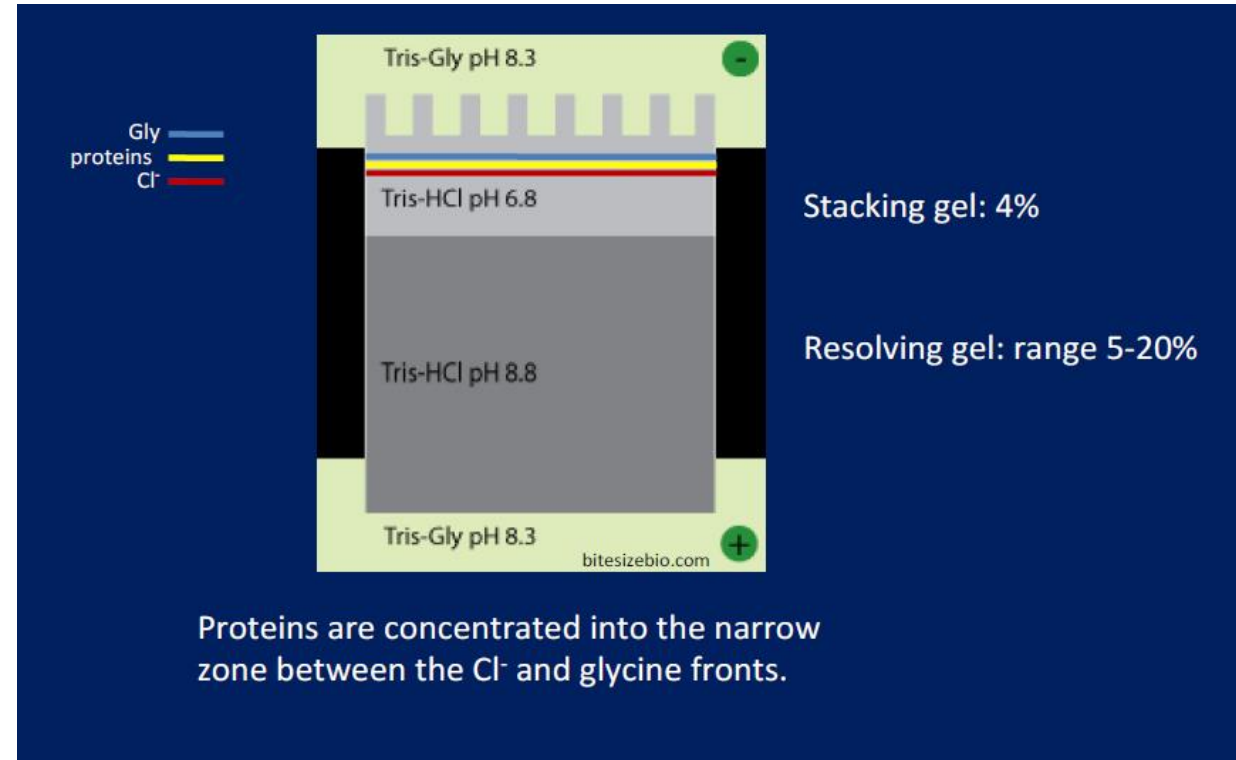 Tris-Gly pH 8.3
-
Gly
proteins
Cl-
Tris-HCl pH 6.8
Stacking gel: 4%
Resolving gel: range 5-20%
Tris-HCl pH 8.8
Tris-Gly pH 8.3
+
bitesizebio.com
Proteins are concentrated into the narrow
zone between the Cl- and glycine fronts.